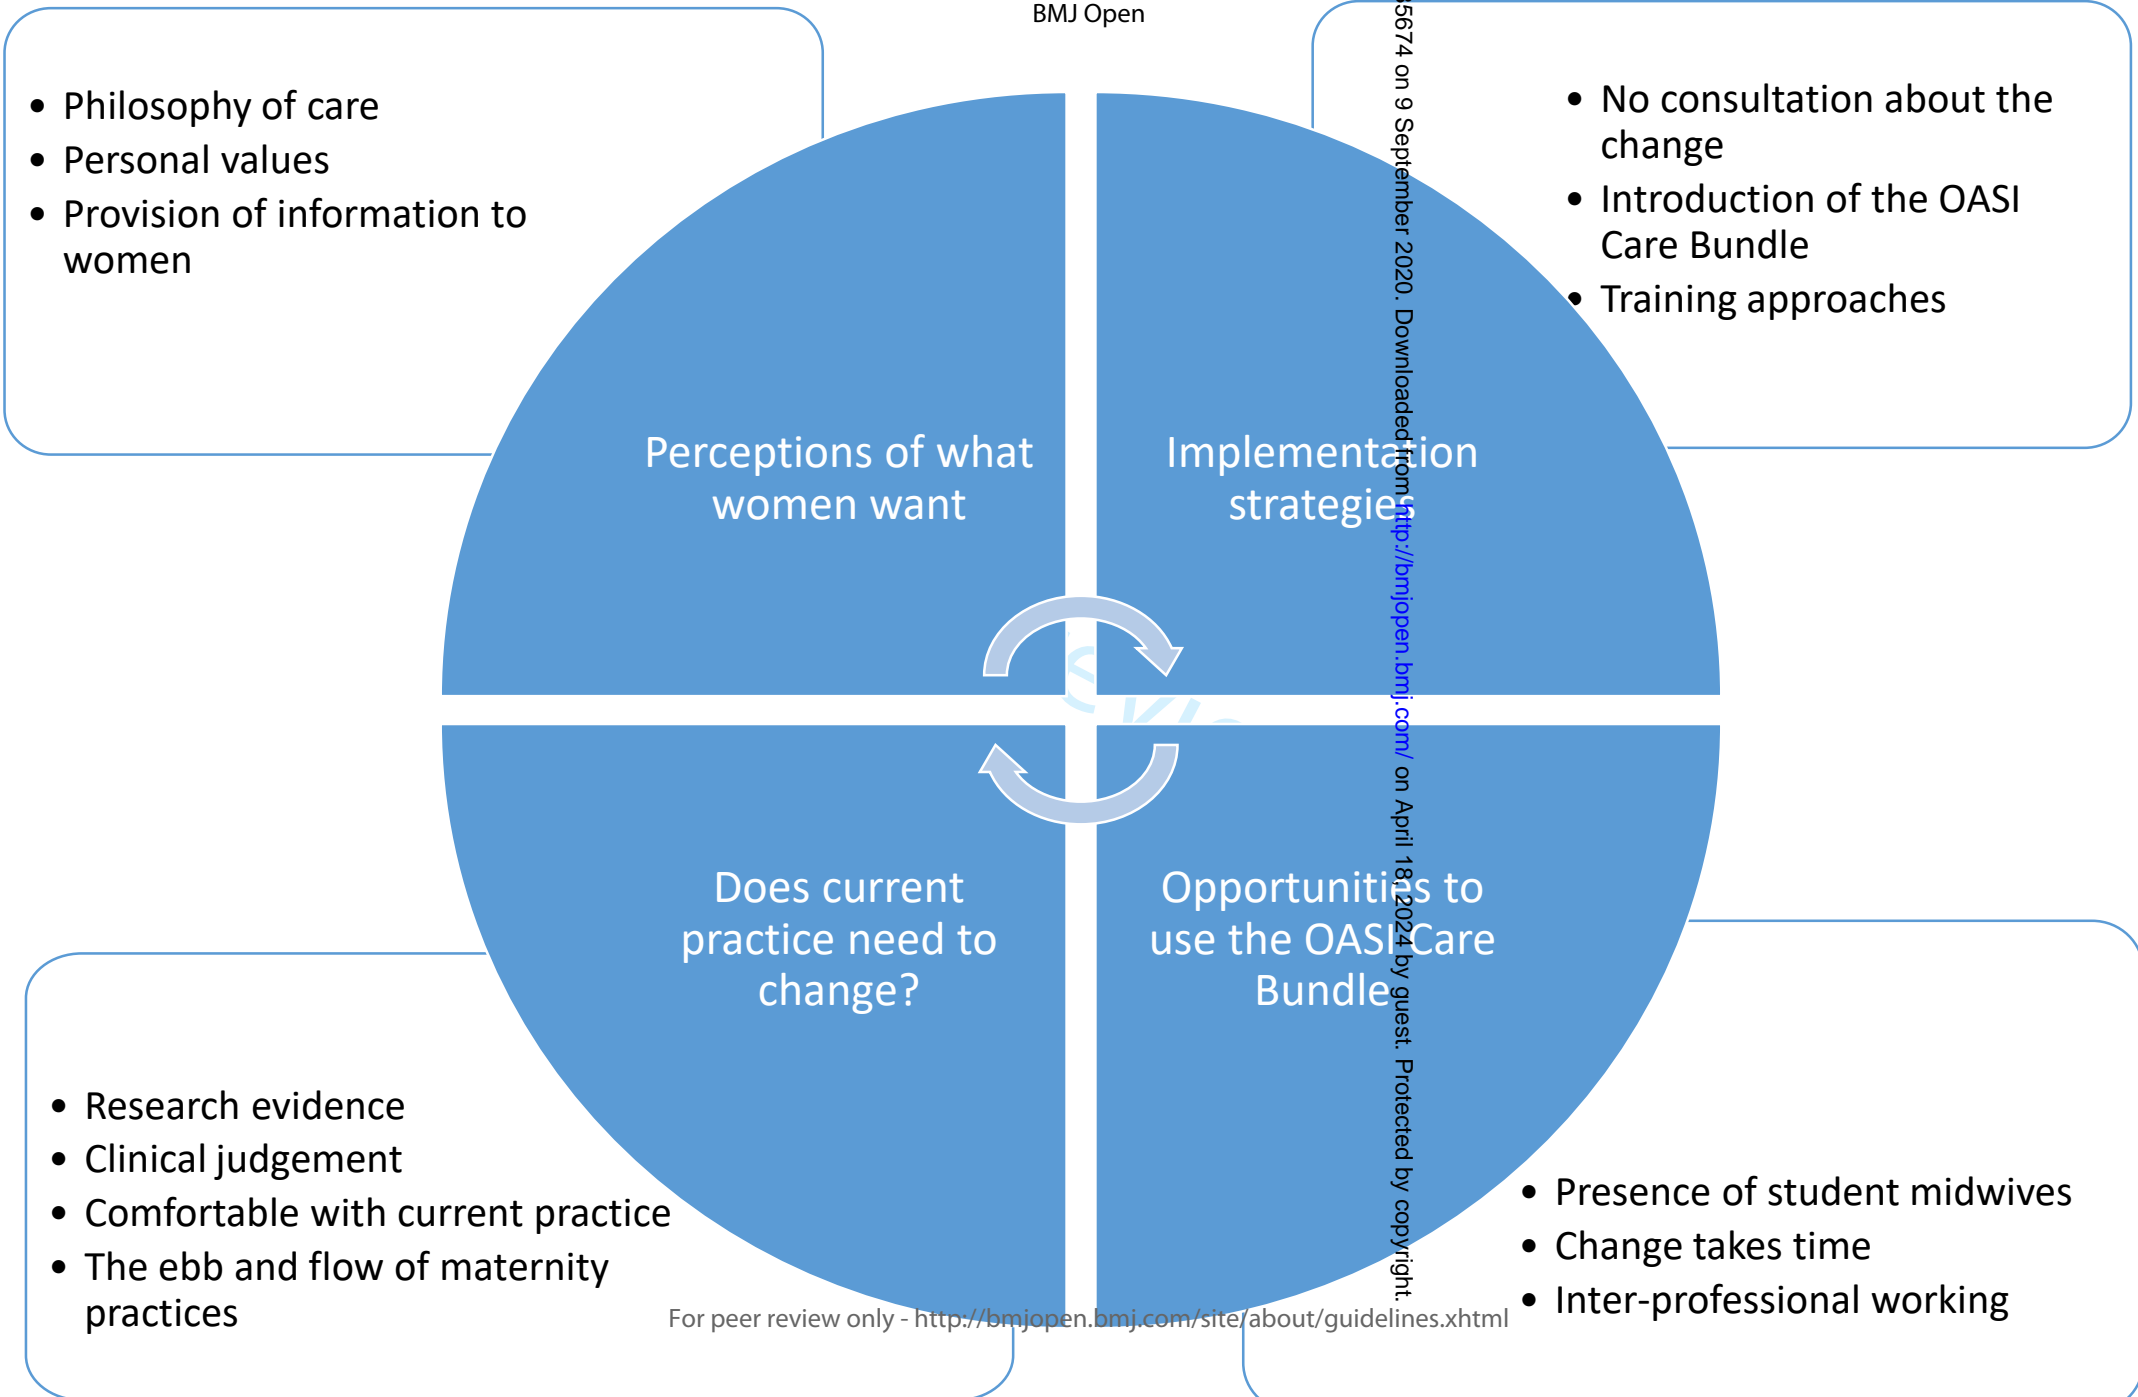 BMJ Open
• Philosophy of care
• Personal values
• Provision of information to
women
• No consultation about the
change
• Introduction of the OASI
Care Bundle
• Training approaches
Perceptions of what
women want
Implementation
strategies
Does current
practice need to
change?
Opportunities to
use the OASI Care
Bundle
• Research evidence
• Clinical judgement
• Comfortable with current practice
• The ebb and flow of maternity
practices
• Presence of student midwives
• Change takes time
• Inter-professional working
For peer review only - http://bmjopen.bmj.com/site/about/guidelines.xhtml
5674 on 9 September 2020. Downloaded from http://bmjopen.bmj.com/ on April 18, 2024 by guest. Protected by copyright.